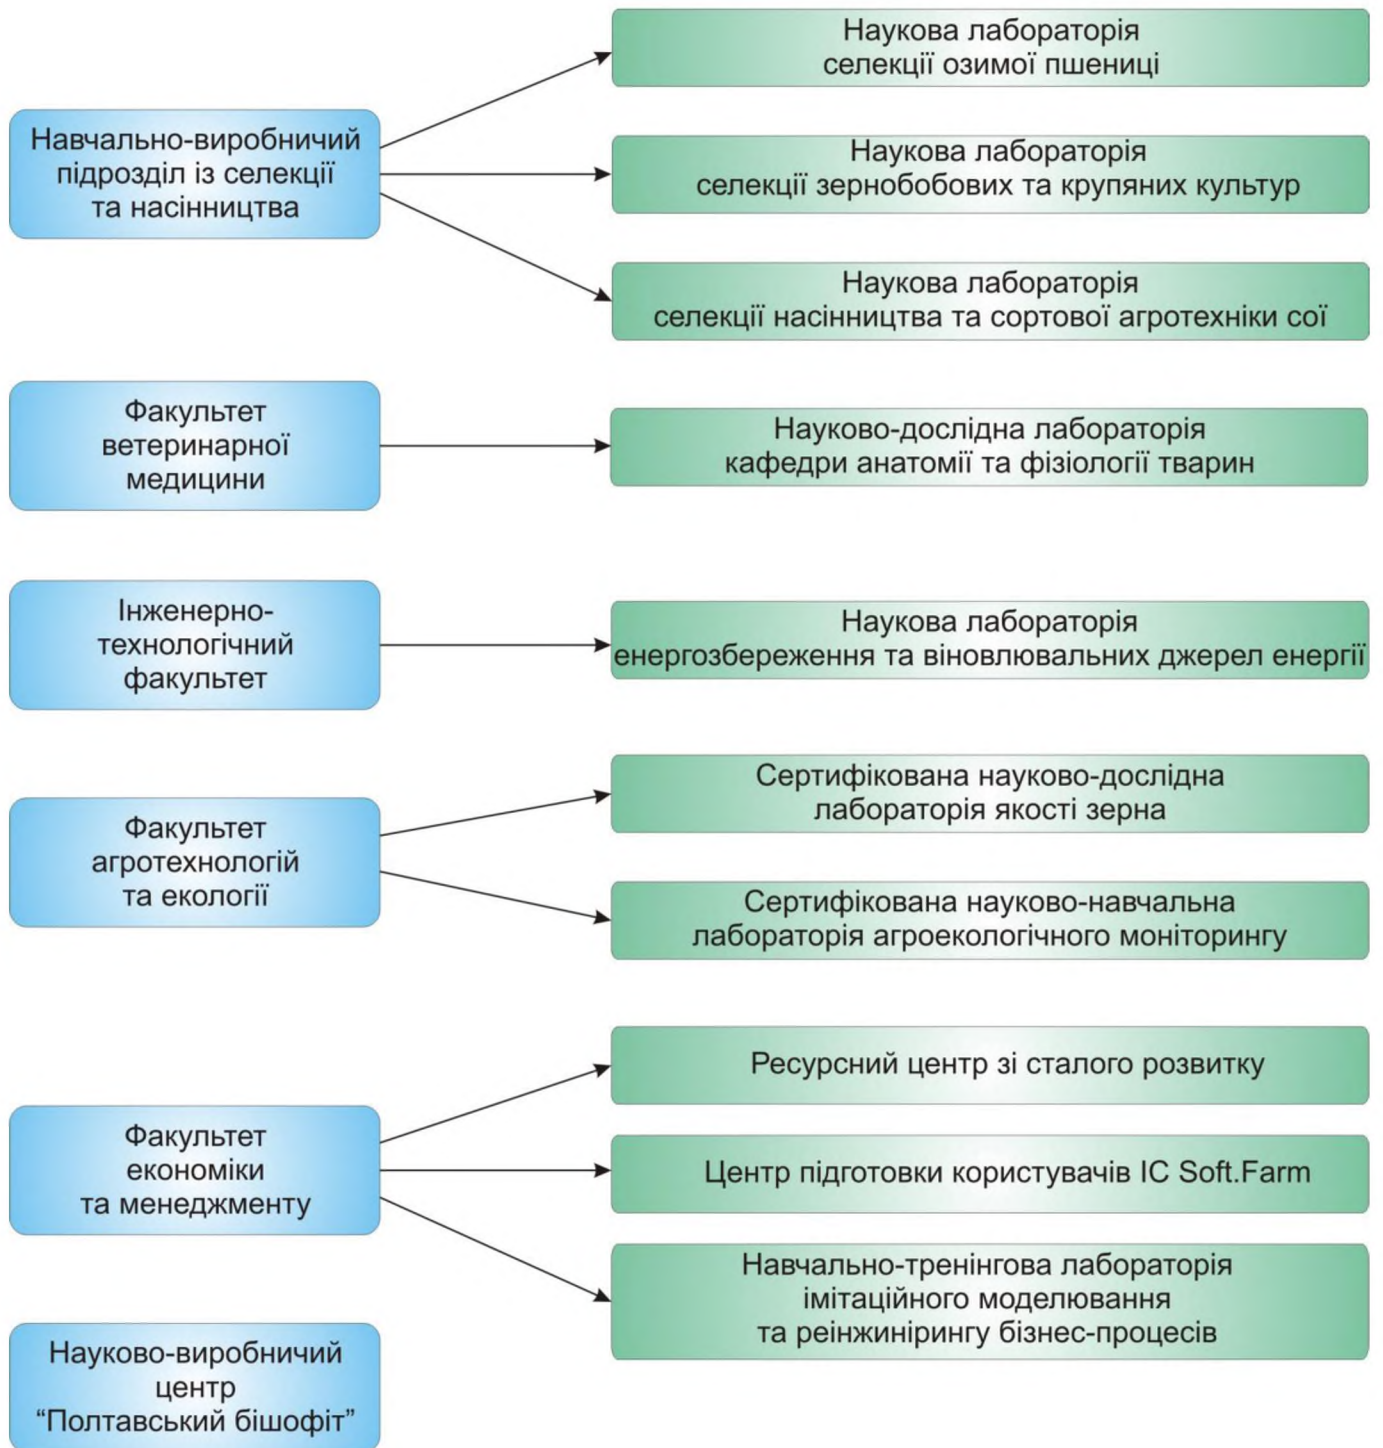 Навчально-виробничий
підрозділ із селекції
та насінництва
Наукова лабораторія
селекції озимої пшениці
Наукова лабораторія
селекції зернобобових та крупяних культур
Наукова лабораторія
селекції насінництва та сортової агротехніки сої
Факультет
ветеринарної
медицини
Науково-дослідна лабораторія
кафедри анатомії та фізіології тварин
Інженерно-
технологічний
факультет
Наукова лабораторія
енергозбереження та віновлювальних джерел енергії
Факультет
агротехнологій
та екології
Сертифікована науково-дослідна
лабораторія якості зерна
Сертифікована науково-навчальна
лабораторія агроекологічного моніторингу
Факультет
економіки
та менеджменту
Ресурсний центр зі сталого розвитку
Центр підготовки користувачів ІС Soft.Farm
Навчально-тренінгова лабораторія
імітаційного моделювання
та реінжинірингу бізнес-процесів
Науково-виробничий
центр
“Полтавський бішофіт”